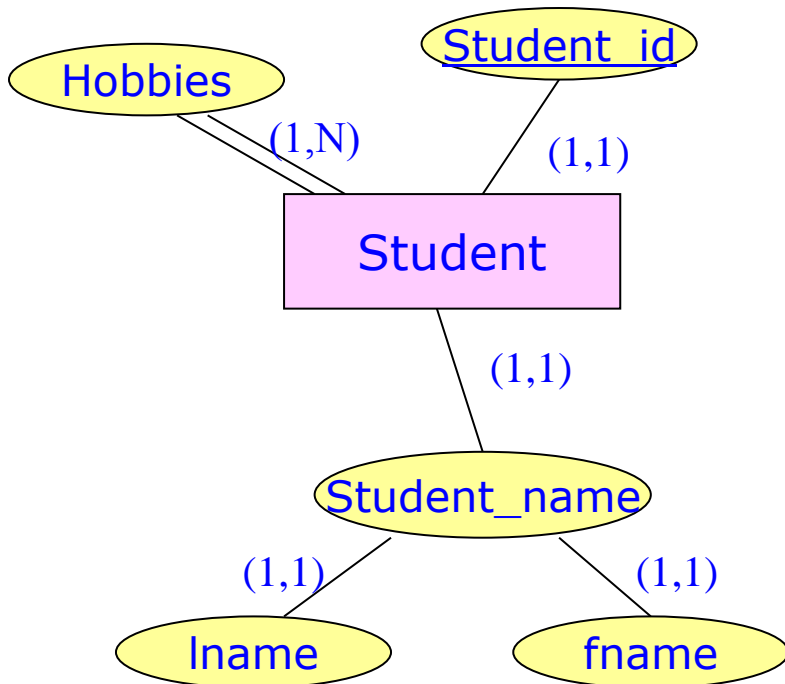 Student_id
Hobbies
(1,N)
(1,1)
Student
(1,1)
Student_name
(1,1)
(1,1)
lname
fname